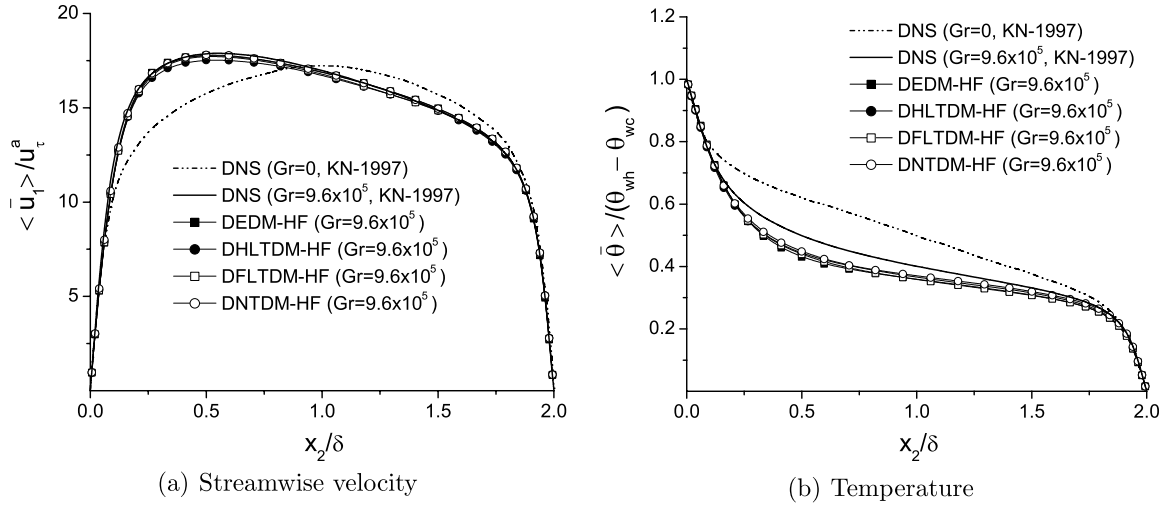 20
15
10
5
0.0 0.5 1.0 1.5 2.0
x₂/δ
< ū₁ > /u_τ^a
DNS (Gr=0, KN-1997)
DNS (Gr=9.6x10⁵, KN-1997)
DEDM-HF (Gr=9.6x10⁵)
DHLTDM-HF (Gr=9.6x10⁵)
DFLTDM-HF (Gr=9.6x10⁵)
DNTDM-HF (Gr=9.6x10⁵)
(a) Streamwise velocity
1.2
1.0
0.8
0.6
0.4
0.2
0.0 0.5 1.0 1.5 2.0
x₂/δ
< θ̄ > /(θ_wh − θ_wc)
DNS (Gr=0, KN-1997)
DNS (Gr=9.6x10⁵, KN-1997)
DEDM-HF (Gr=9.6x10⁵)
DHLTDM-HF (Gr=9.6x10⁵)
DFLTDM-HF (Gr=9.6x10⁵)
DNTDM-HF (Gr=9.6x10⁵)
(b) Temperature